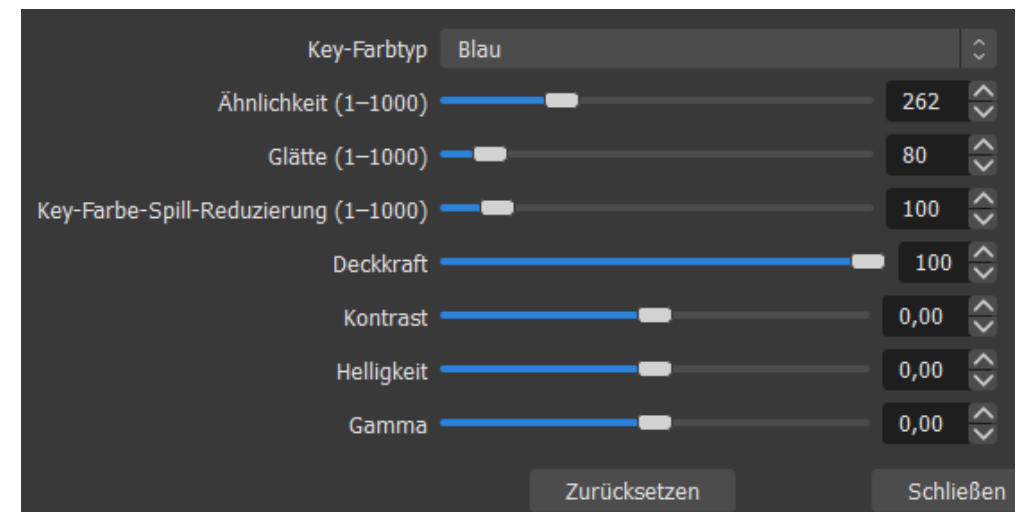 Key-Farbtyp Blau
Ähnlichkeit (1–1000) 262
Glätte (1–1000) 80
Key-Farbe-Spill-Reduzierung (1–1000) 100
Deckkraft 100
Kontrast 0,00
Helligkeit 0,00
Gamma 0,00
Zurücksetzen Schließen